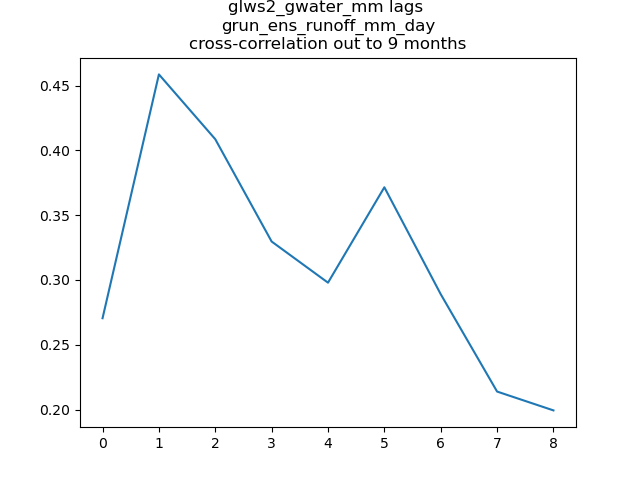 glws2_gwater_mm lags
grun_ens_runoff_mm_day
cross-correlation out to 9 months
0.45
0.40
0.35
0.30
0.25
0.20
0 1 2 3 4 5 6 7 8